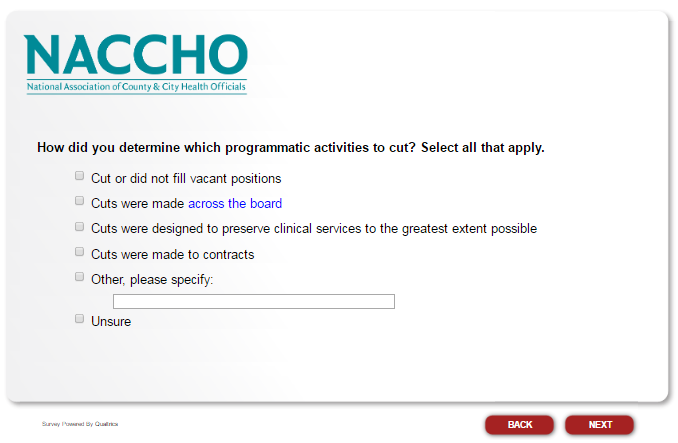 NACCHO
National Association of County & City Health Officials
How did you determine which programmatic activities to cut? Select all that apply.
Cut or did not fill vacant positions
Cuts were made across the board
Cuts were designed to preserve clinical services to the greatest extent possible
Cuts were made to contracts
Other, please specify:
Unsure
Survey Powered By Qualtrics
BACK
NEXT